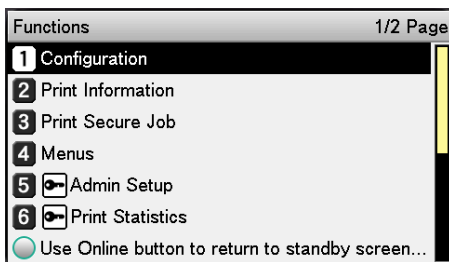 Functions 1/2 Page
1 Configuration
2 Print Information
3 Print Secure Job
4 Menus
5 Admin Setup
6 Print Statistics
Use Online button to return to standby screen...